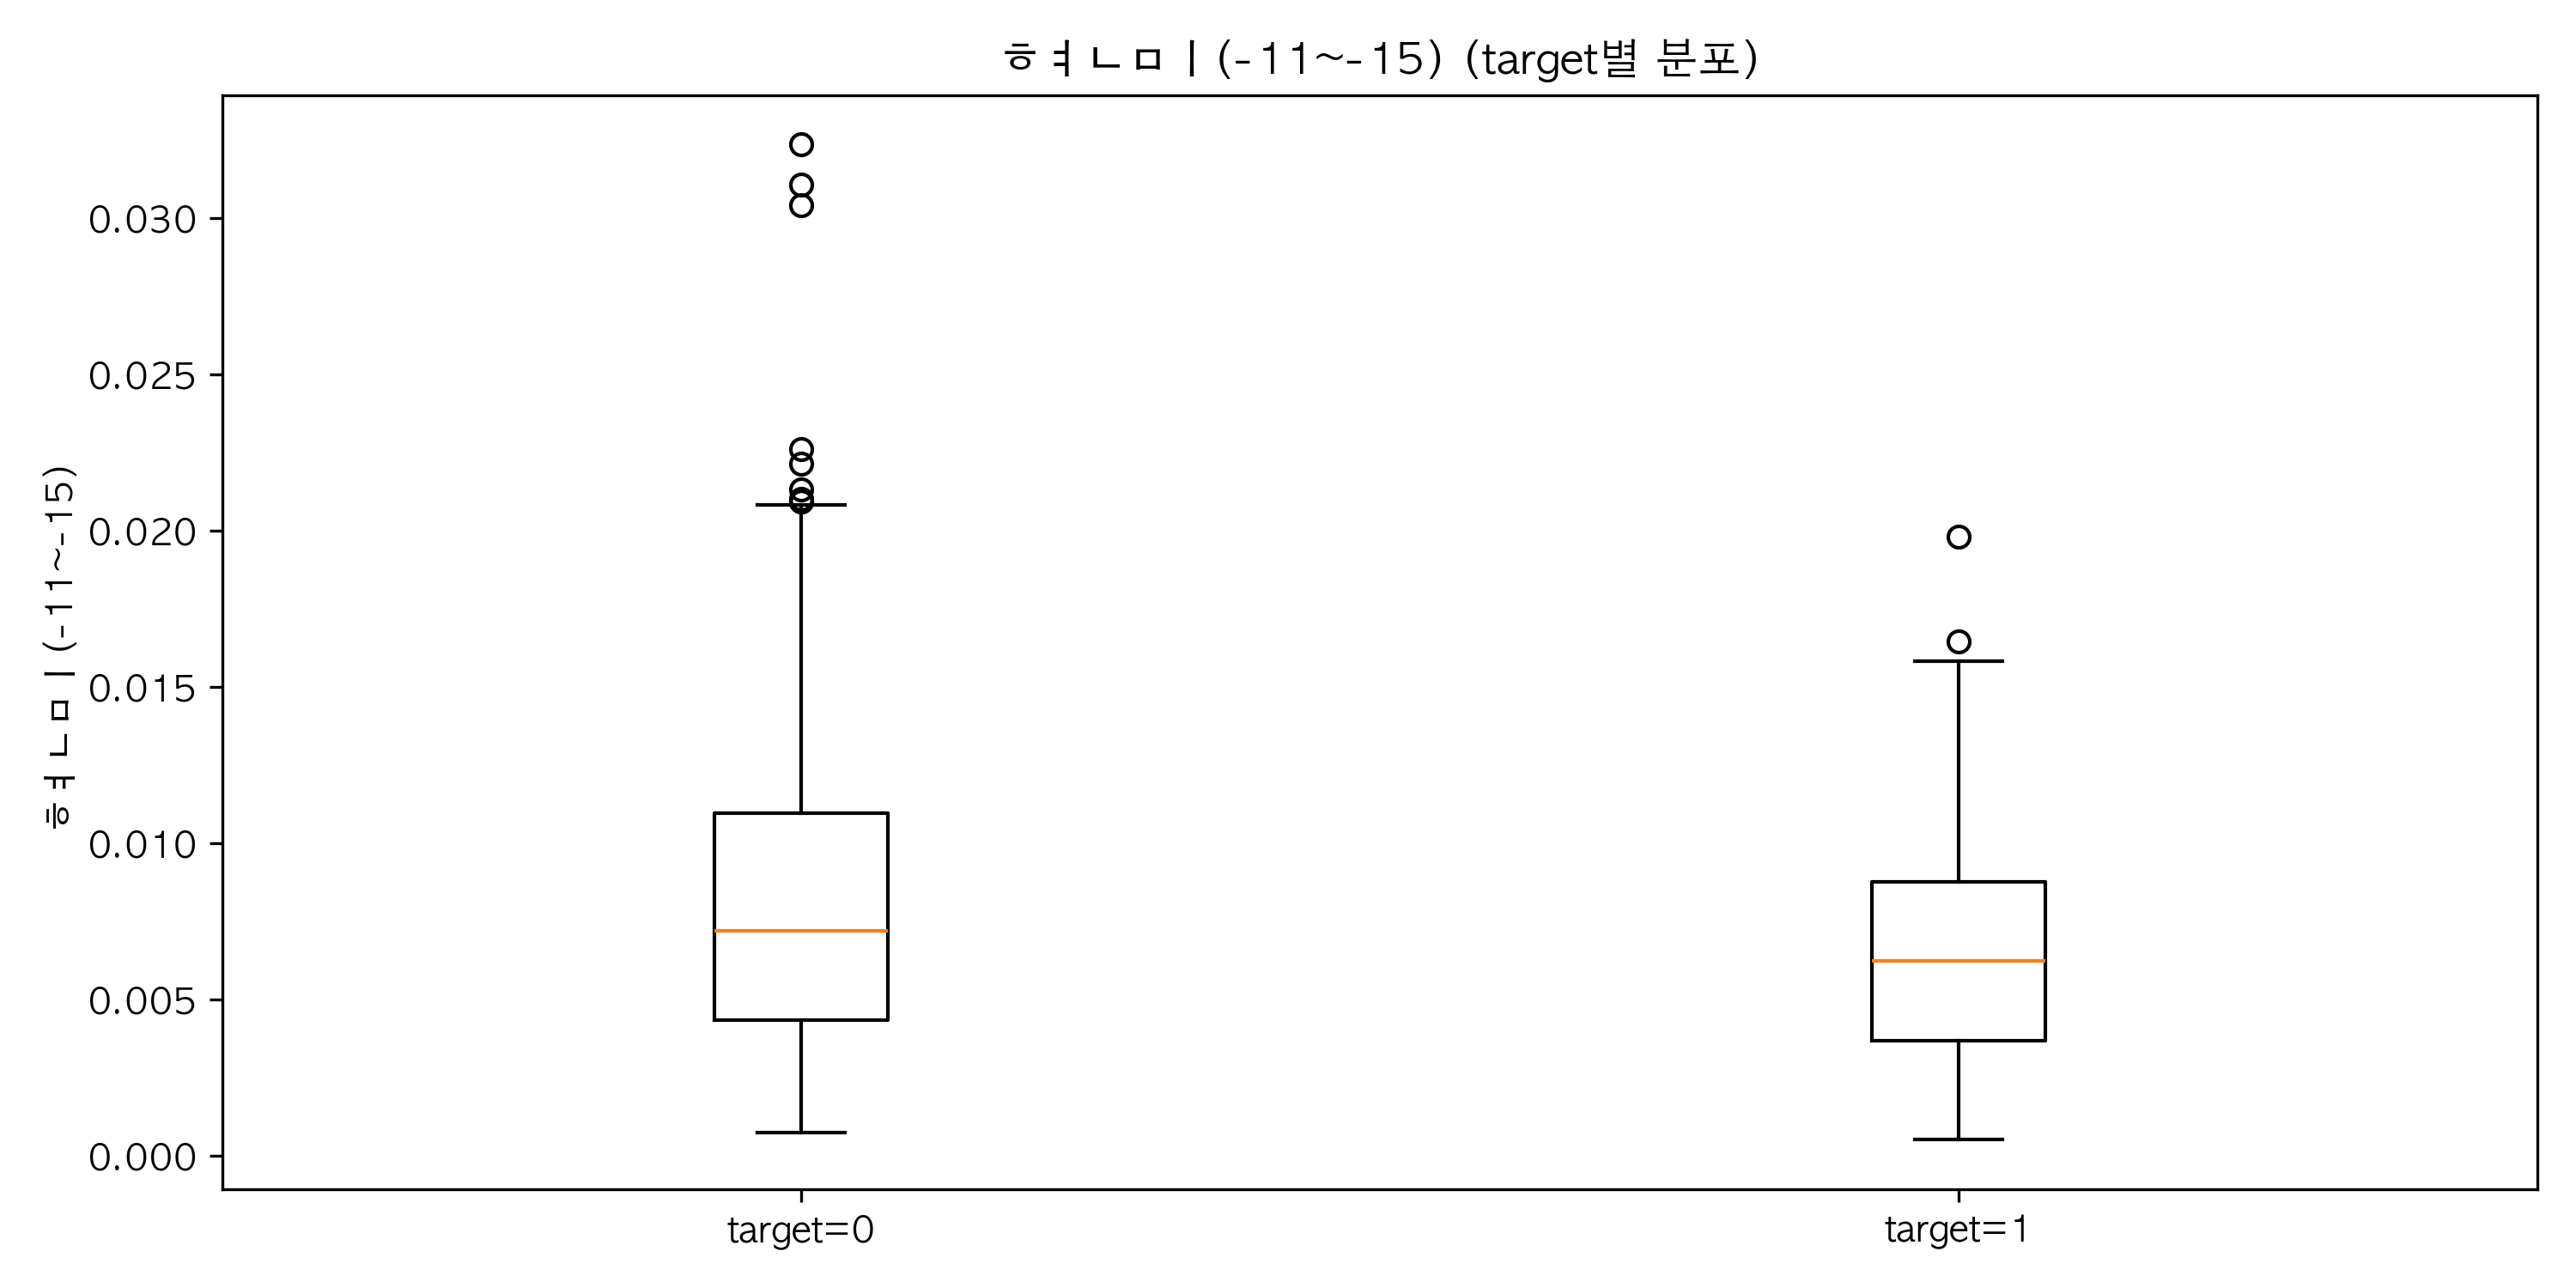 ㅎㅕㄴㅁㅣ(-11~-15) (target별 분포)
ㅎㅕㄴㅁㅣ(-11~-15)
0.030
0.025
0.020
0.015
0.010
0.005
0.000
target=0
target=1